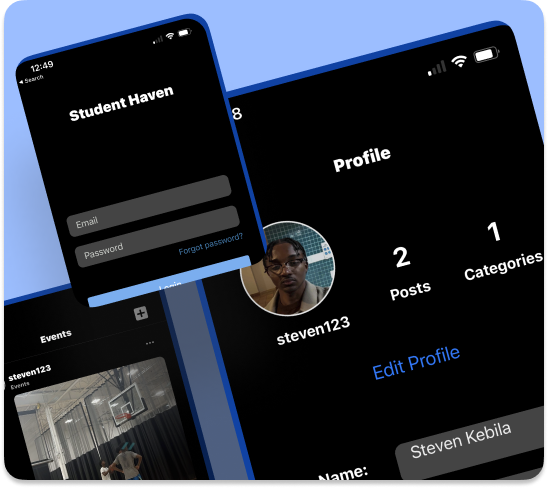 12:49
◀ Search
Student Haven
Email
Password
Forgot password?
Login
8
Profile
2
Posts
1
Categories
steven123
Edit Profile
Name:
Steven Kebila
Events
steven123
Events